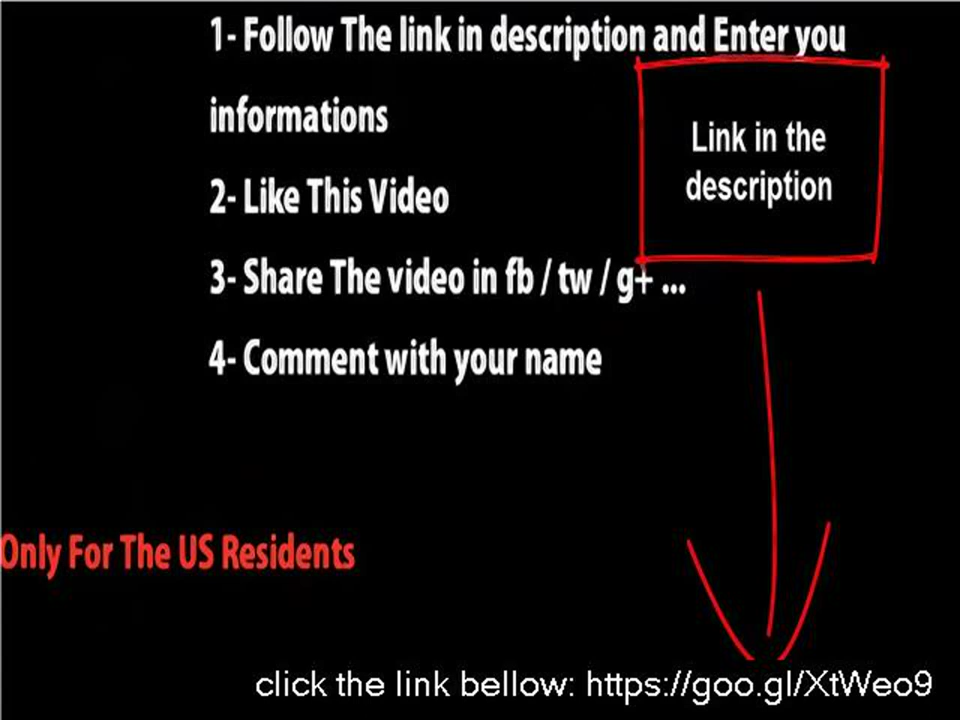 1- Follow The link in description and Enter you
informations
Link in the
description
2- Like This Video
3- Share The video in fb / tw / g+ ...
4- Comment with your name
Only For The US Residents
click the link bellow: https://goo.gl/XtWeo9